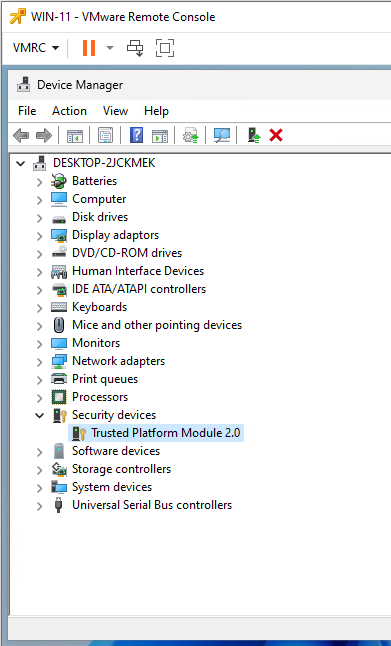 WIN-11 - VMware Remote Console
VMRC
Device Manager
File Action View Help
DESKTOP-2JCKMEK
Batteries
Computer
Disk drives
Display adaptors
DVD/CD-ROM drives
Human Interface Devices
IDE ATA/ATAPI controllers
Keyboards
Mice and other pointing devices
Monitors
Network adapters
Print queues
Processors
Security devices
Trusted Platform Module 2.0
Software devices
Storage controllers
System devices
Universal Serial Bus controllers